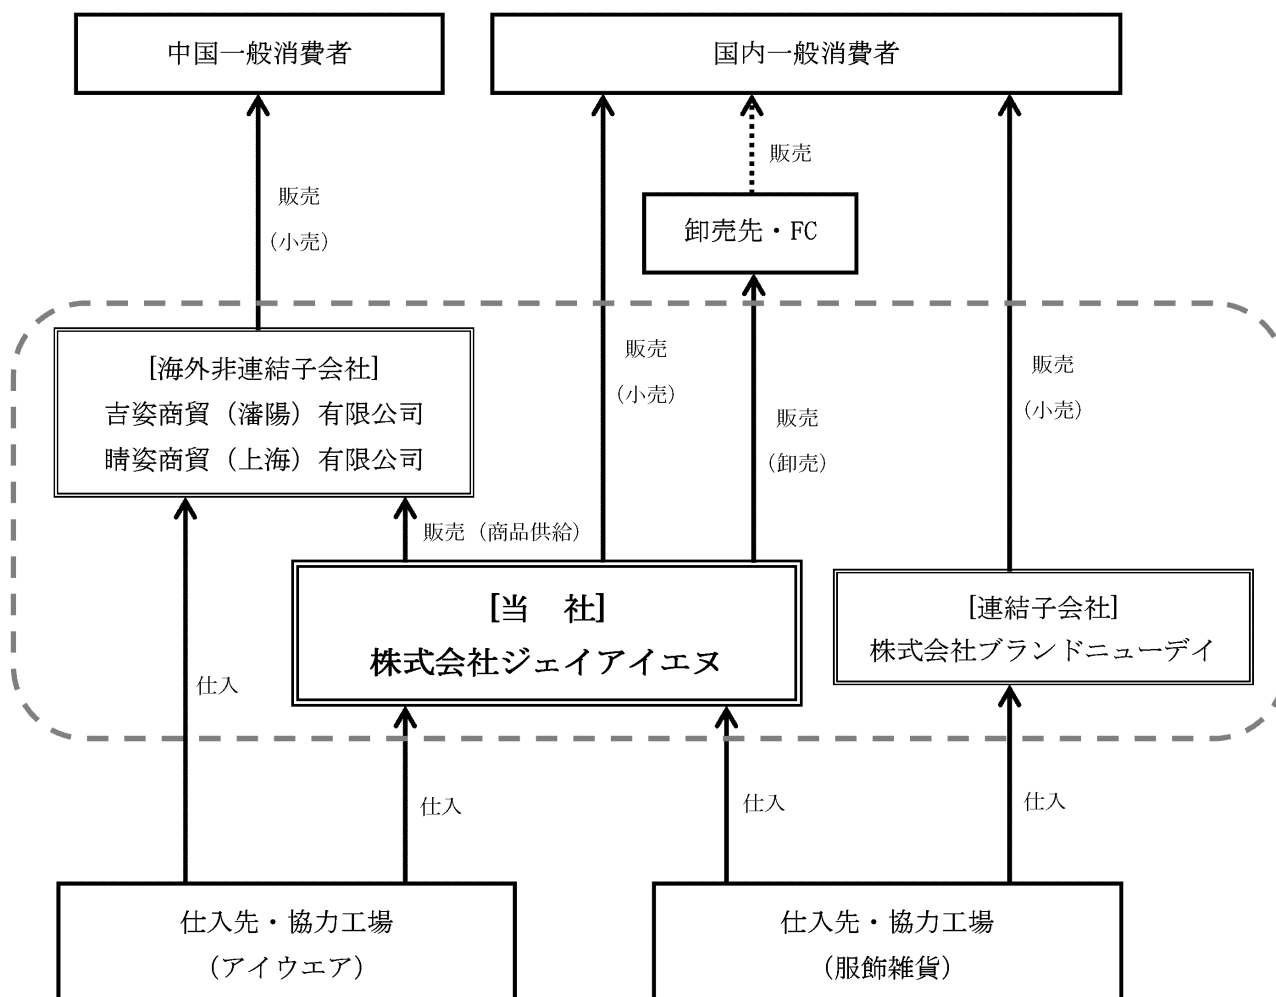 中国一般消費者
国内一般消費者
販売
販売
（小売）
卸売先・FC
[海外非連結子会社]
吉姿商貿（瀋陽）有限公司
睛姿商貿（上海）有限公司
販売
（小売）
販売
（卸売）
販売
（小売）
販売（商品供給）
[当　社]
株式会社ジェイアイエヌ
[連結子会社]
株式会社ブランドニューデイ
仕入
仕入
仕入
仕入
仕入先・協力工場
（アイウエア）
仕入先・協力工場
（服飾雑貨）